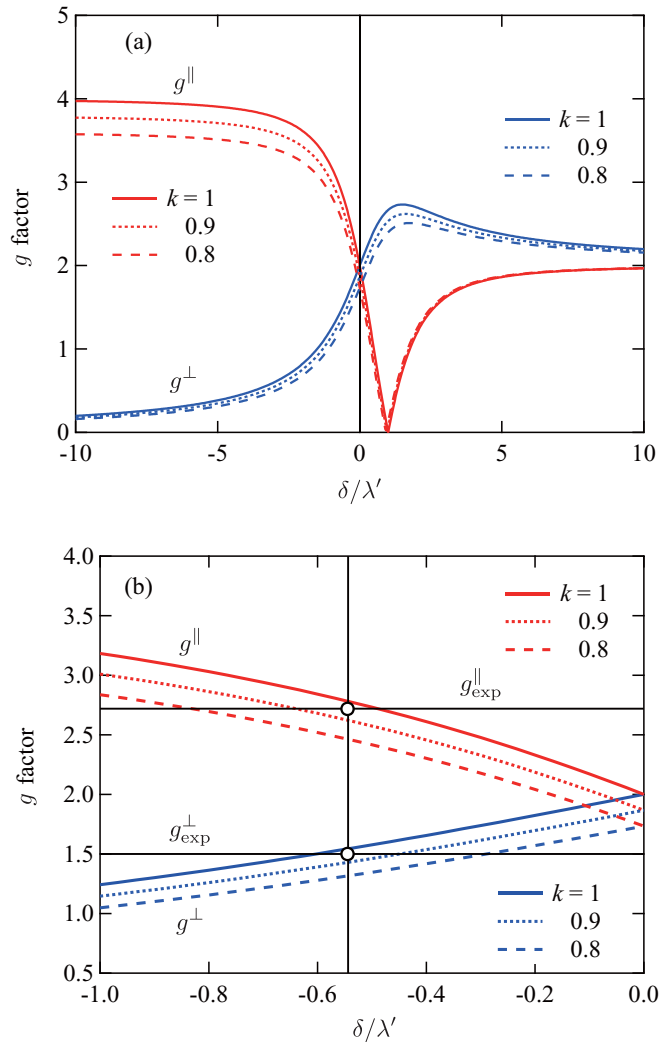 (a)
g∥
k = 1
0.9
0.8
k = 1
0.9
0.8
g⊥
g factor
5
4
3
2
1
0
-10
-5
0
5
10
δ/λ′
(b)
g∥
k = 1
0.9
0.8
g∥exp
g⊥exp
g⊥
k = 1
0.9
0.8
g factor
4.0
3.5
3.0
2.5
2.0
1.5
1.0
0.5
-1.0
-0.8
-0.6
-0.4
-0.2
0.0
δ/λ′